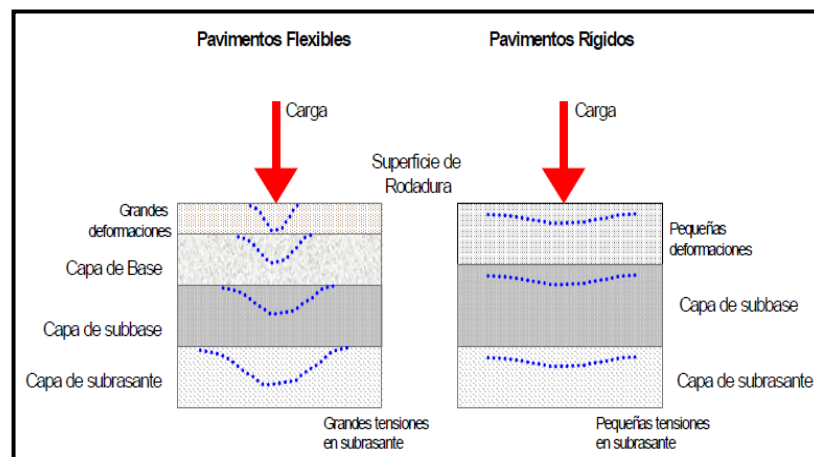 Pavimentos Flexibles
Pavimentos Rígidos
Carga
Carga
Superficie de
Rodadura
Grandes
deformaciones
Capa de Base
Capa de subbase
Capa de subrasante
Grandes tensiones
en subrasante
Pequeñas
deformaciones
Capa de subbase
Capa de subrasante
Pequeñas tensiones
en subrasante